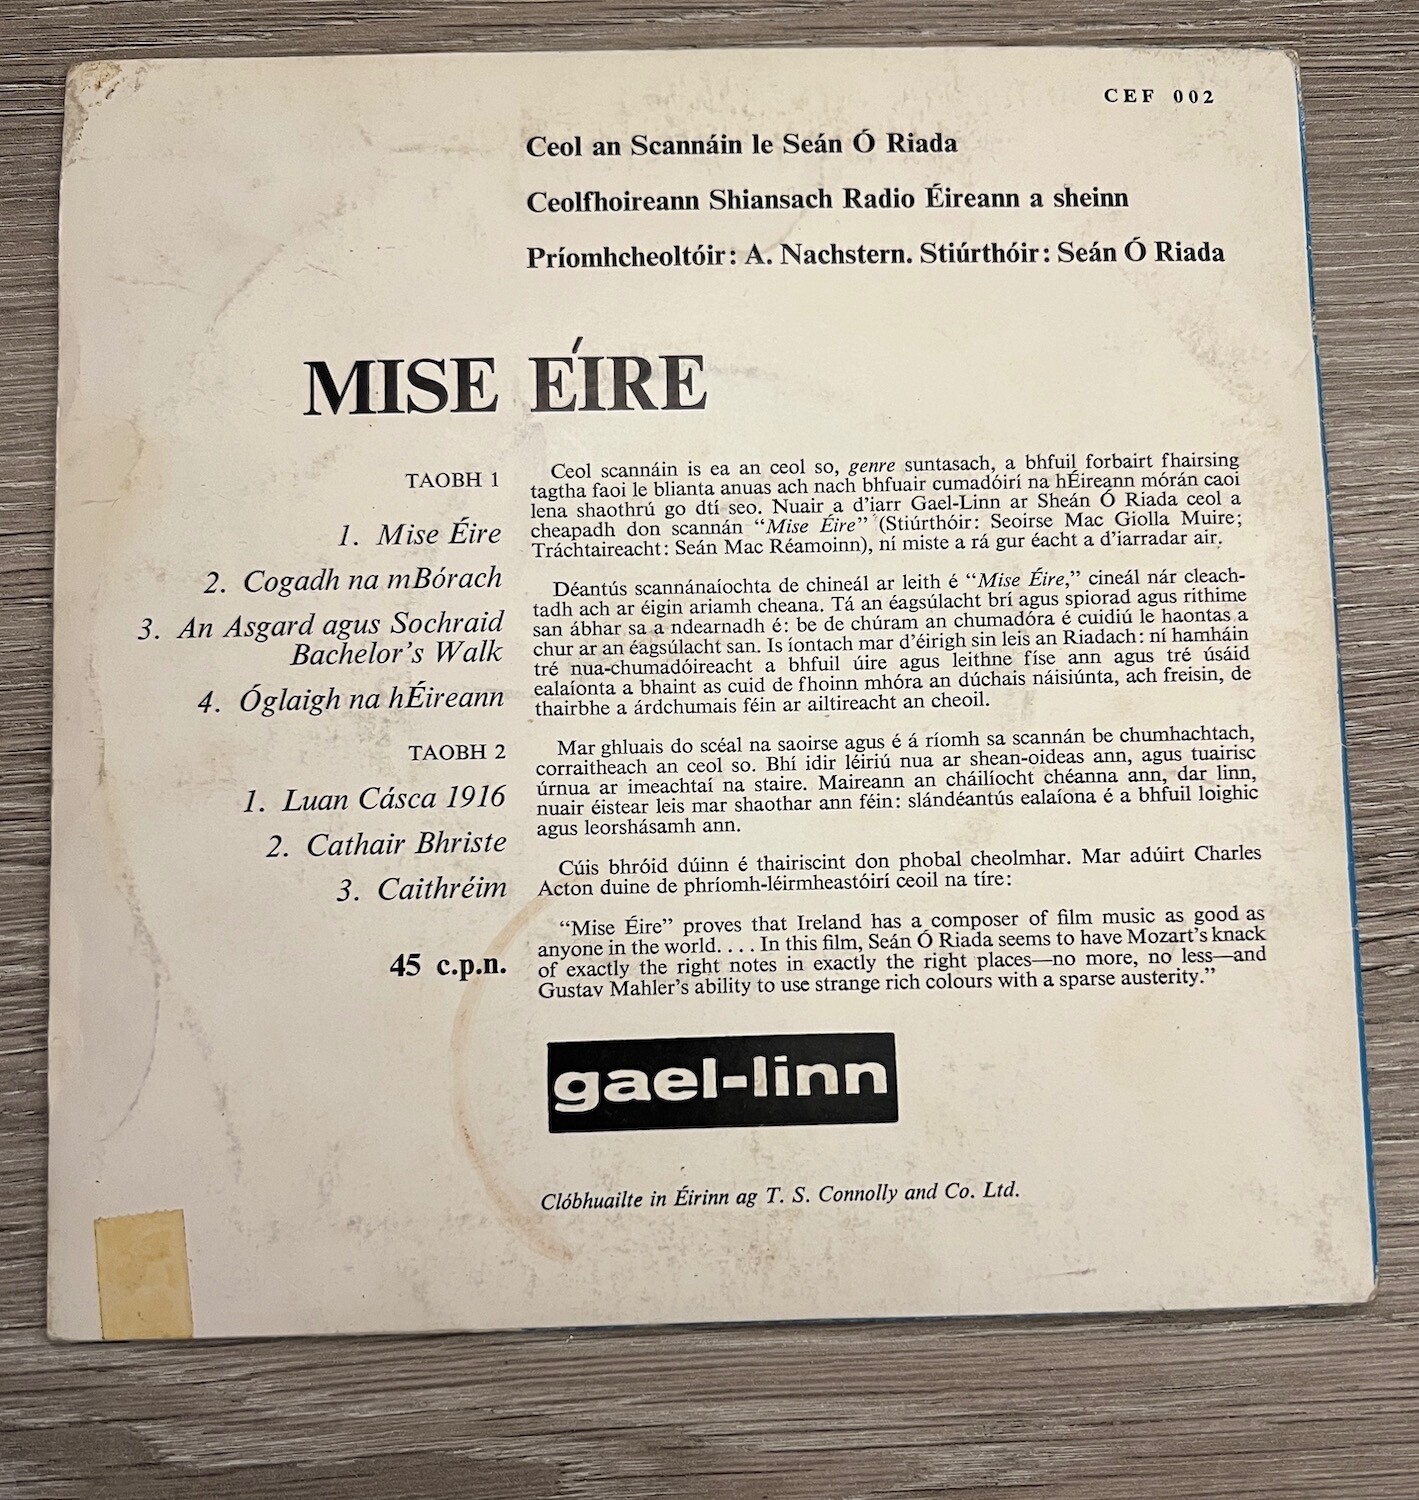 CEF 002
Ceol an Scannáin le Seán Ó Riada
Ceolfhoireann Shiansach Radio Éireann a sheinn
Príomhcheoltóir: A. Nachstern. Stiúrthóir: Seán Ó Riada
MISE ÉIRE
TAOBH 1
1. Mise Éire
2. Cogadh na mBórach
3. An Asgard agus Sochraid
Bachelor's Walk
4. Óglaigh na hÉireann
TAOBH 2
1. Luan Cásca 1916
2. Cathair Bhriste
3. Caithréim
45 c.p.n.
Ceol scannáin is ea an ceol so, genre suntasach, a bhfuil forbairt fhairsing
tagtha faoi le blianta anuas ach nach bhfuair cumadóirí na hÉireann mórán caoi
lena shaothrú go dtí seo. Nuair a d'iarr Gael-Linn ar Sheán Ó Riada ceol a
cheapadh don scannán "Mise Éire" (Stiúrthóir: Seoirse Mac Giolla Muire;
Tráchtaireacht: Seán Mac Réamoinn), ní miste a rá gur éacht a d'iarradar air.
Déantús scannánaíochta de chineál ar leith é "Mise Éire," cineál nár cleach-
tadh ach ar éigin ariamh cheana. Tá an éagsúlacht brí agus spiorad agus rithime
san ábhar sa a ndearnadh é: be de chúram an chumadóra é cuidiú le haontas a
chur ar an éagsúlacht san. Is íontach mar d'éirigh sin leis an Riadach: ní hamháin
tré nua-chumadóireacht a bhfuil úire agus leithne físe ann agus tré úsáid
ealaíonta a bhaint as cuid de fhoinn mhóra an dúchais náisiúnta, ach freisin, de
thairbhe a árdchumais féin ar ailtireacht an cheoil.
Mar ghluais do scéal na saoirse agus é á ríomh sa scannán be chumhachtach,
corraitheach an ceol so. Bhí idir léiriú nua ar shean-oideas ann, agus tuairisc
úrnua ar imeachtaí na staire. Maireann an cháilíocht chéanna ann, dar linn,
nuair éistear leis mar shaothar ann féin: slándéantús ealaíona é a bhfuil loighic
agus leorshásamh ann.
Cúis bhróid dúinn é thairiscint don phobal cheolmhar. Mar adúirt Charles
Acton duine de phríomh-léirmheastóirí ceoil na tíre:
"Mise Éire" proves that Ireland has a composer of film music as good as
anyone in the world. . . . In this film, Seán Ó Riada seems to have Mozart's knack
of exactly the right notes in exactly the right places—no more, no less—and
Gustav Mahler's ability to use strange rich colours with a sparse austerity."
gael-linn
Clóbhuailte in Éirinn ag T. S. Connolly and Co. Ltd.